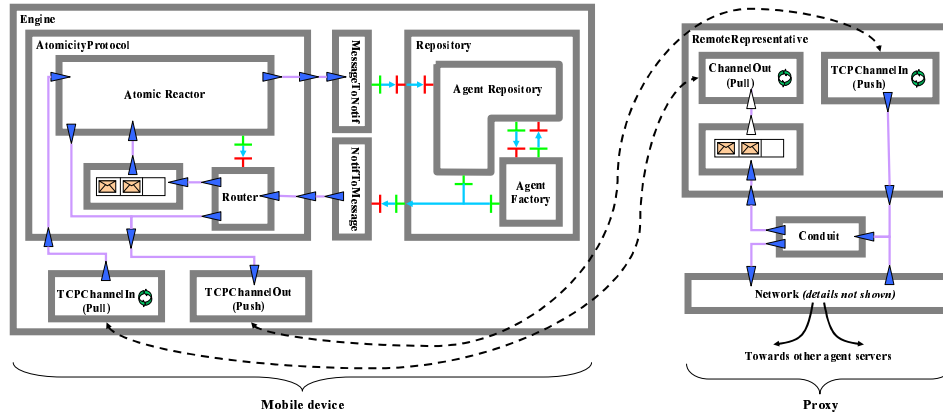 Engine
AtomicityProtocol
Atomic Reactor
Router
TCPChannelIn
(Pull)
TCPChannelOut
(Push)
MessageToNotif
NotifToMessage
Repository
Agent Repository
Agent
Factory
Mobile device
RemoteRepresentative
ChannelOut
(Pull)
TCPChannelIn
(Push)
Conduit
Network (details not shown)
Towards other agent servers
Proxy